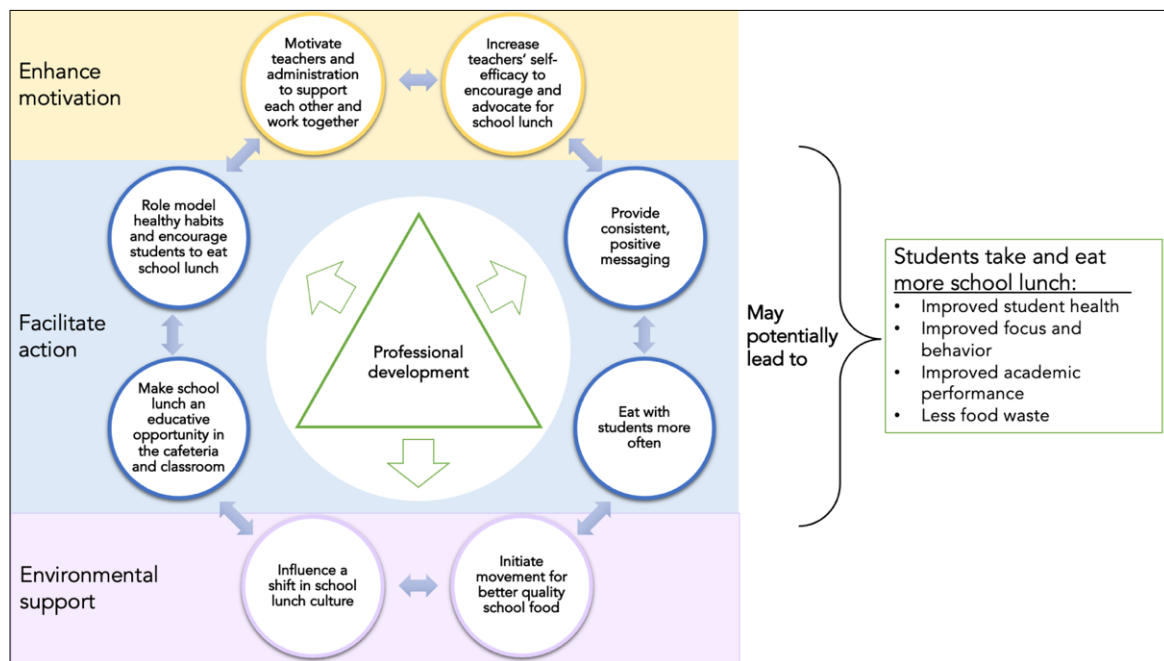 Enhance
motivation
Motivate
teachers and
administration
to support
each other and
work together
Increase
teachers’ self-
efficacy to
encourage and
advocate for
school lunch
Facilitate
action
Role model
healthy habits
and encourage
students to eat
school lunch
Provide
consistent,
positive
messaging
Professional
development
Make school
lunch an
educative
opportunity in
the cafeteria
and classroom
Eat with
students more
often
Environmental
support
Influence a
shift in school
lunch culture
Initiate
movement for
better quality
school food
May
potentially
lead to
Students take and eat
more school lunch:
• Improved student health
• Improved focus and
behavior
• Improved academic
performance
• Less food waste